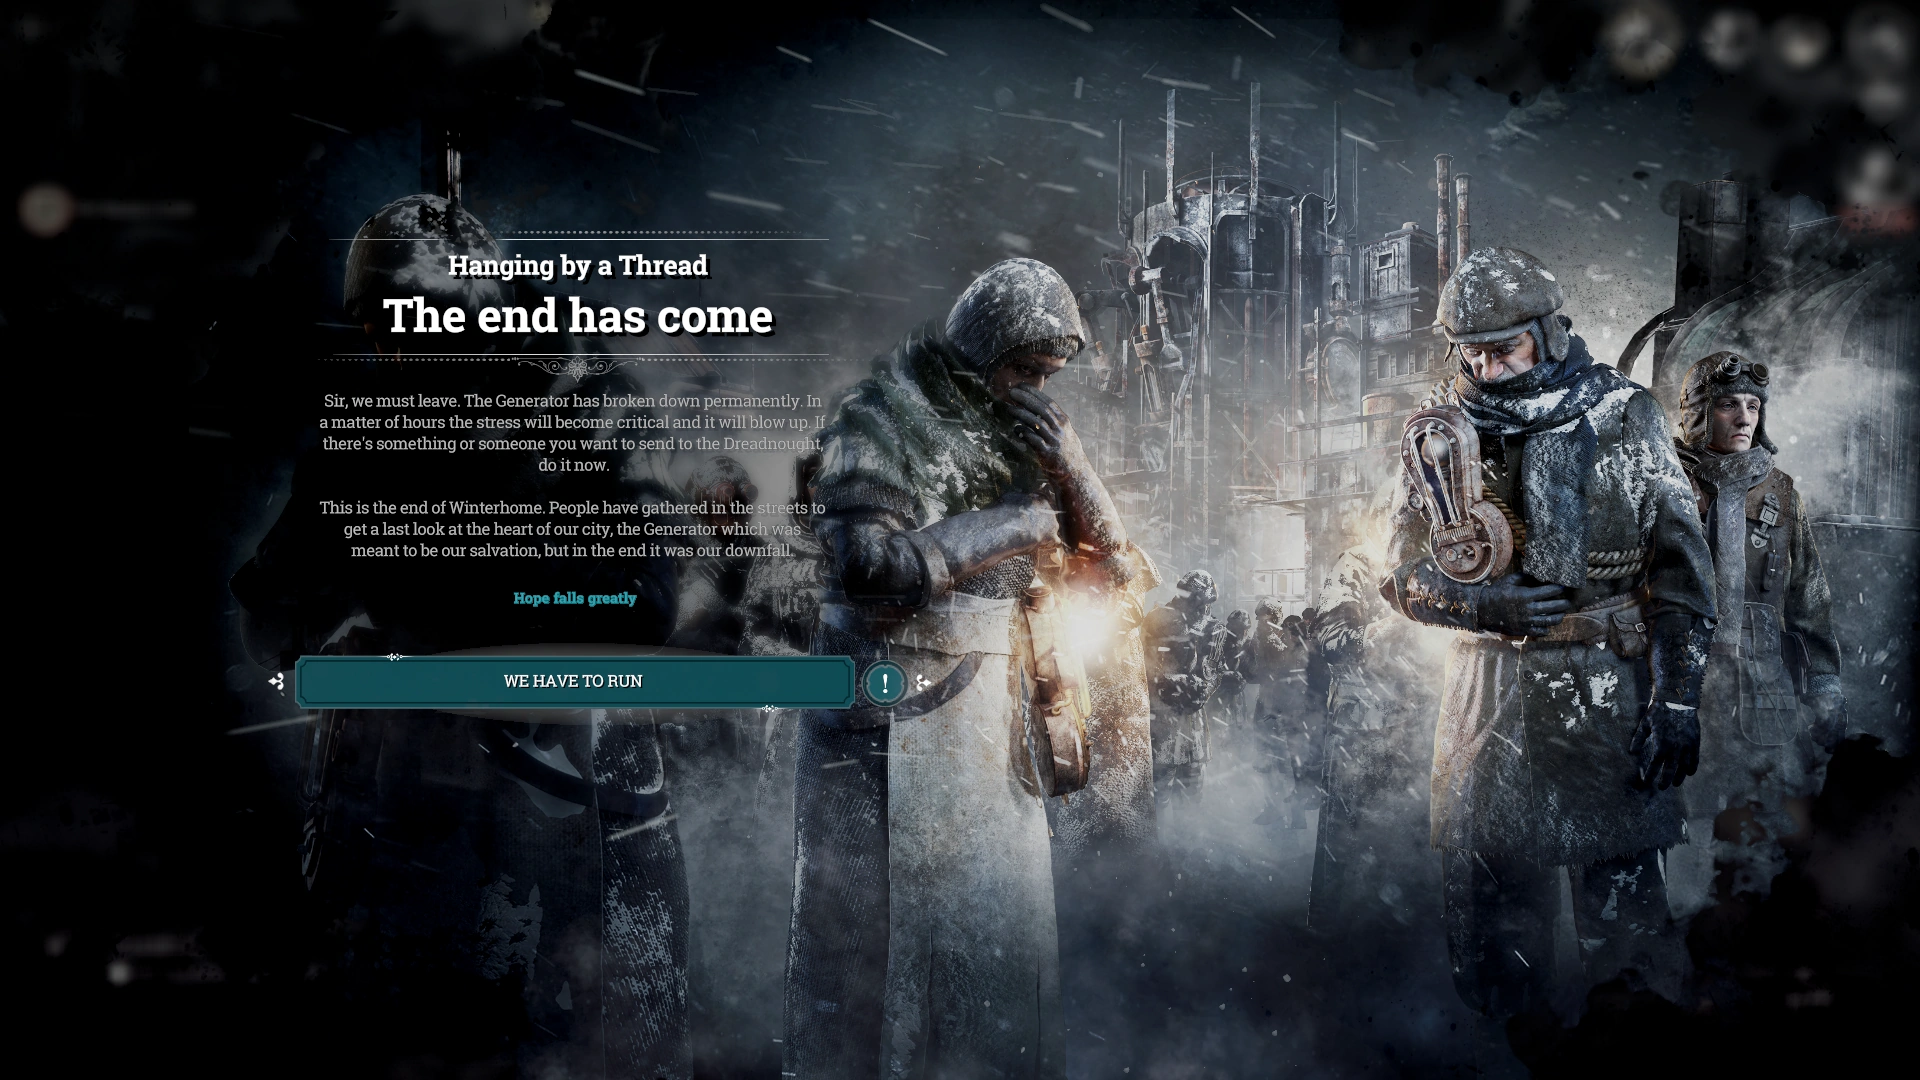 Hanging by a Thread
The end has come
Sir, we must leave. The Generator has broken down permanently. In
a matter of hours the stress will become critical and it will blow up. If
there's something or someone you want to send to the Dreadnought,
do it now.
This is the end of Winterhome. People have gathered in the streets to
get a last look at the heart of our city, the Generator which was
meant to be our salvation, but in the end it was our downfall.
Hope falls greatly
WE HAVE TO RUN
!